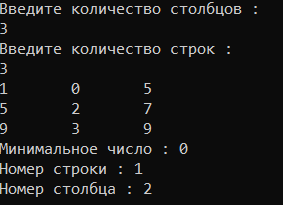 Введите количество столбцов :
3
Введите количество строк :
3
1 0 5
5 2 7
9 3 9
Минимальное число : 0
Номер строки : 1
Номер столбца : 2